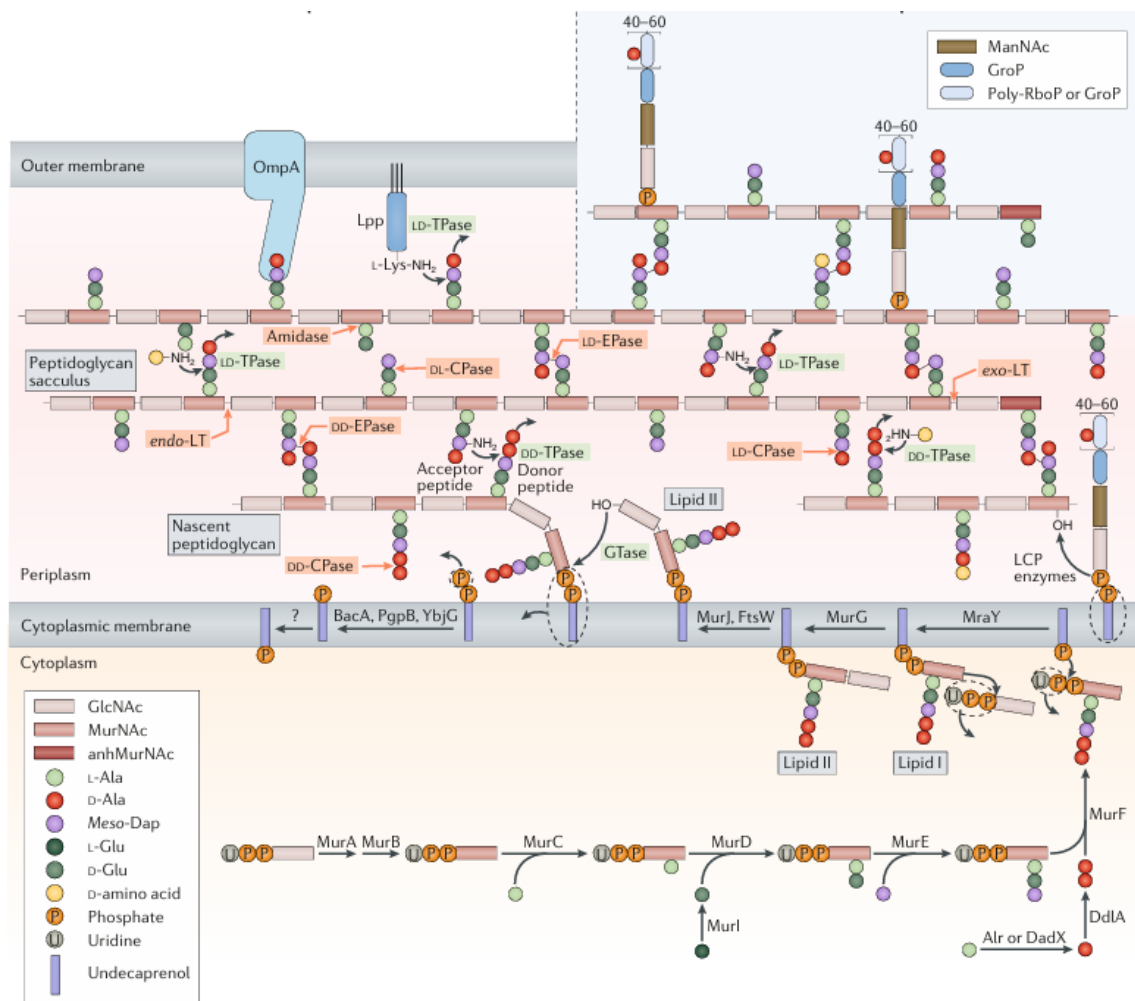 40–60
ManNAc
GroP
Poly-RboP or GroP
40–60
Outer membrane
OmpA
P
Lpp
LD-TPase
L-Lys–NH2
P
Amidase
LD-EPase
Peptidoglycan
sacculus
NH2
LD-TPase
DL-CPase
NH2
LD-TPase
exo-LT
endo-LT
DD-EPase
40–60
NH2
DD-TPase
LD-CPase
2HN
DD-TPase
Acceptor
peptide
Donor
peptide
Nascent
peptidoglycan
HO
Lipid II
OH
GTase
DD-CPase
LCP
enzymes
Periplasm
P
P
P
P
P
P
P
P
P
P
Cytoplasmic membrane
?
BacA, PgpB, YbjG
MurJ, FtsW
MurG
MraY
P
P
P
P
P
P
Cytoplasm
U
P
P
U
P
P
Lipid II
Lipid I
GlcNAc
MurNAc
anhMurNAc
L-Ala
D-Ala
Meso-Dap
L-Glu
D-Glu
D-amino acid
P Phosphate
U Uridine
Undecaprenol
U P P
MurA
MurB
U P P
MurC
U P P
MurD
U P P
MurE
U P P
MurF
MurI
Alr or DadX
DdlA